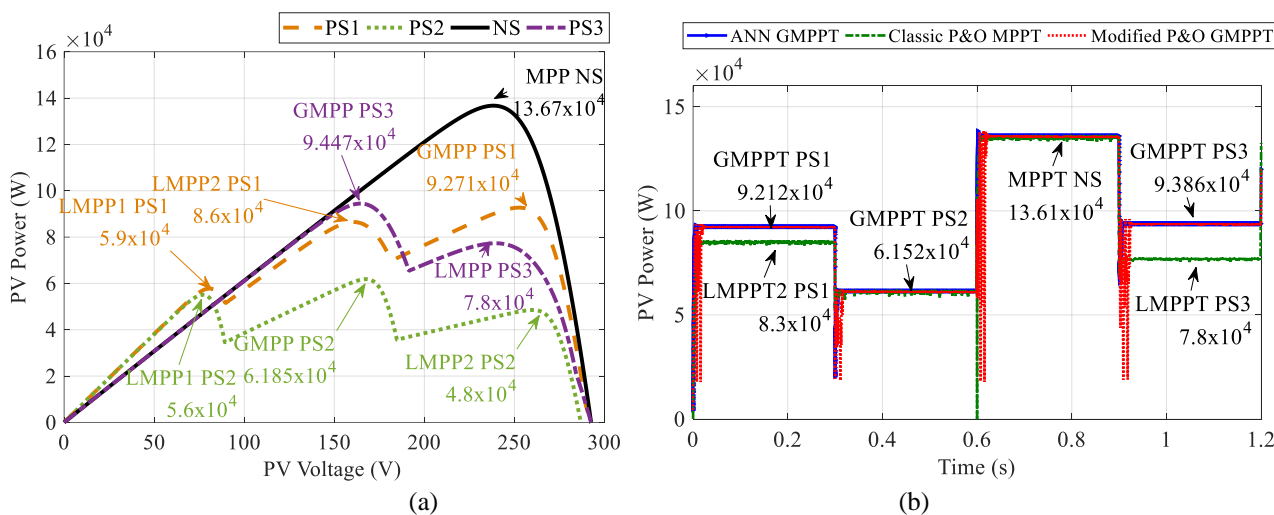 PS1 PS2 NS PS3
×10^4
16
14
12
10
8
6
4
2
0
PV Power (W)
MPP NS
13.67x10^4
GMPP PS3
9.447x10^4
GMPP PS1
9.271x10^4
LMPP2 PS1
8.6x10^4
LMPP1 PS1
5.9x10^4
LMPP PS3
7.8x10^4
GMPP PS2
6.185x10^4
LMPP1 PS2
5.6x10^4
LMPP2 PS2
4.8x10^4
0 50 100 150 200 250 300
PV Voltage (V)
(a)
ANN GMPPT Classic P&O MPPT Modified P&O GMPPT
×10^4
15
10
5
0
PV Power (W)
GMPPT PS1
9.212x10^4
LMPPT2 PS1
8.3x10^4
GMPPT PS2
6.152x10^4
MPPT NS
13.61x10^4
GMPPT PS3
9.386x10^4
LMPPT PS3
7.8x10^4
0 0.2 0.4 0.6 0.8 1 1.2
Time (s)
(b)